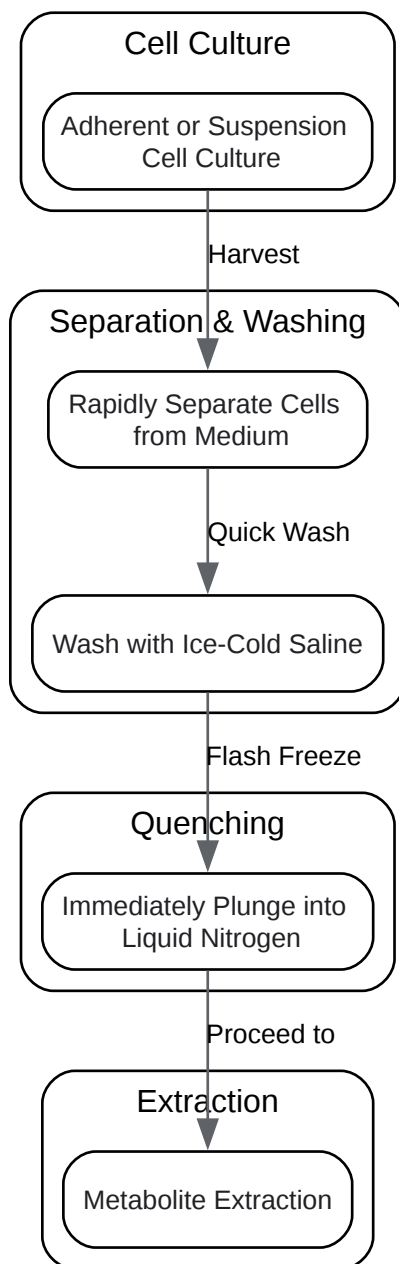 Cell Culture
Adherent or Suspension
Cell Culture
Harvest
Separation & Washing
Rapidly Separate Cells
from Medium
Quick Wash
Wash with Ice-Cold Saline
Flash Freeze
Quenching
Immediately Plunge into
Liquid Nitrogen
Proceed to
Extraction
Metabolite Extraction